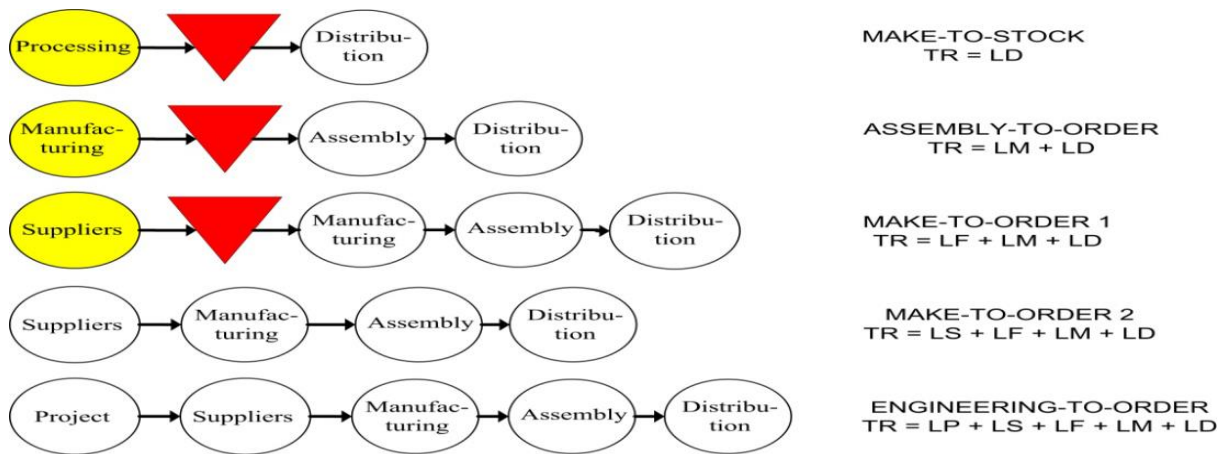 Processing
Distribu-
tion
MAKE-TO-STOCK
TR = LD
Manufac-
turing
Assembly
Distribu-
tion
ASSEMBLY-TO-ORDER
TR = LM + LD
Suppliers
Manufac-
turing
Assembly
Distribu-
tion
MAKE-TO-ORDER 1
TR = LF + LM + LD
Suppliers
Manufac-
turing
Assembly
Distribu-
tion
MAKE-TO-ORDER 2
TR = LS + LF + LM + LD
Project
Suppliers
Manufac-
turing
Assembly
Distribu-
tion
ENGINEERING-TO-ORDER
TR = LP + LS + LF + LM + LD